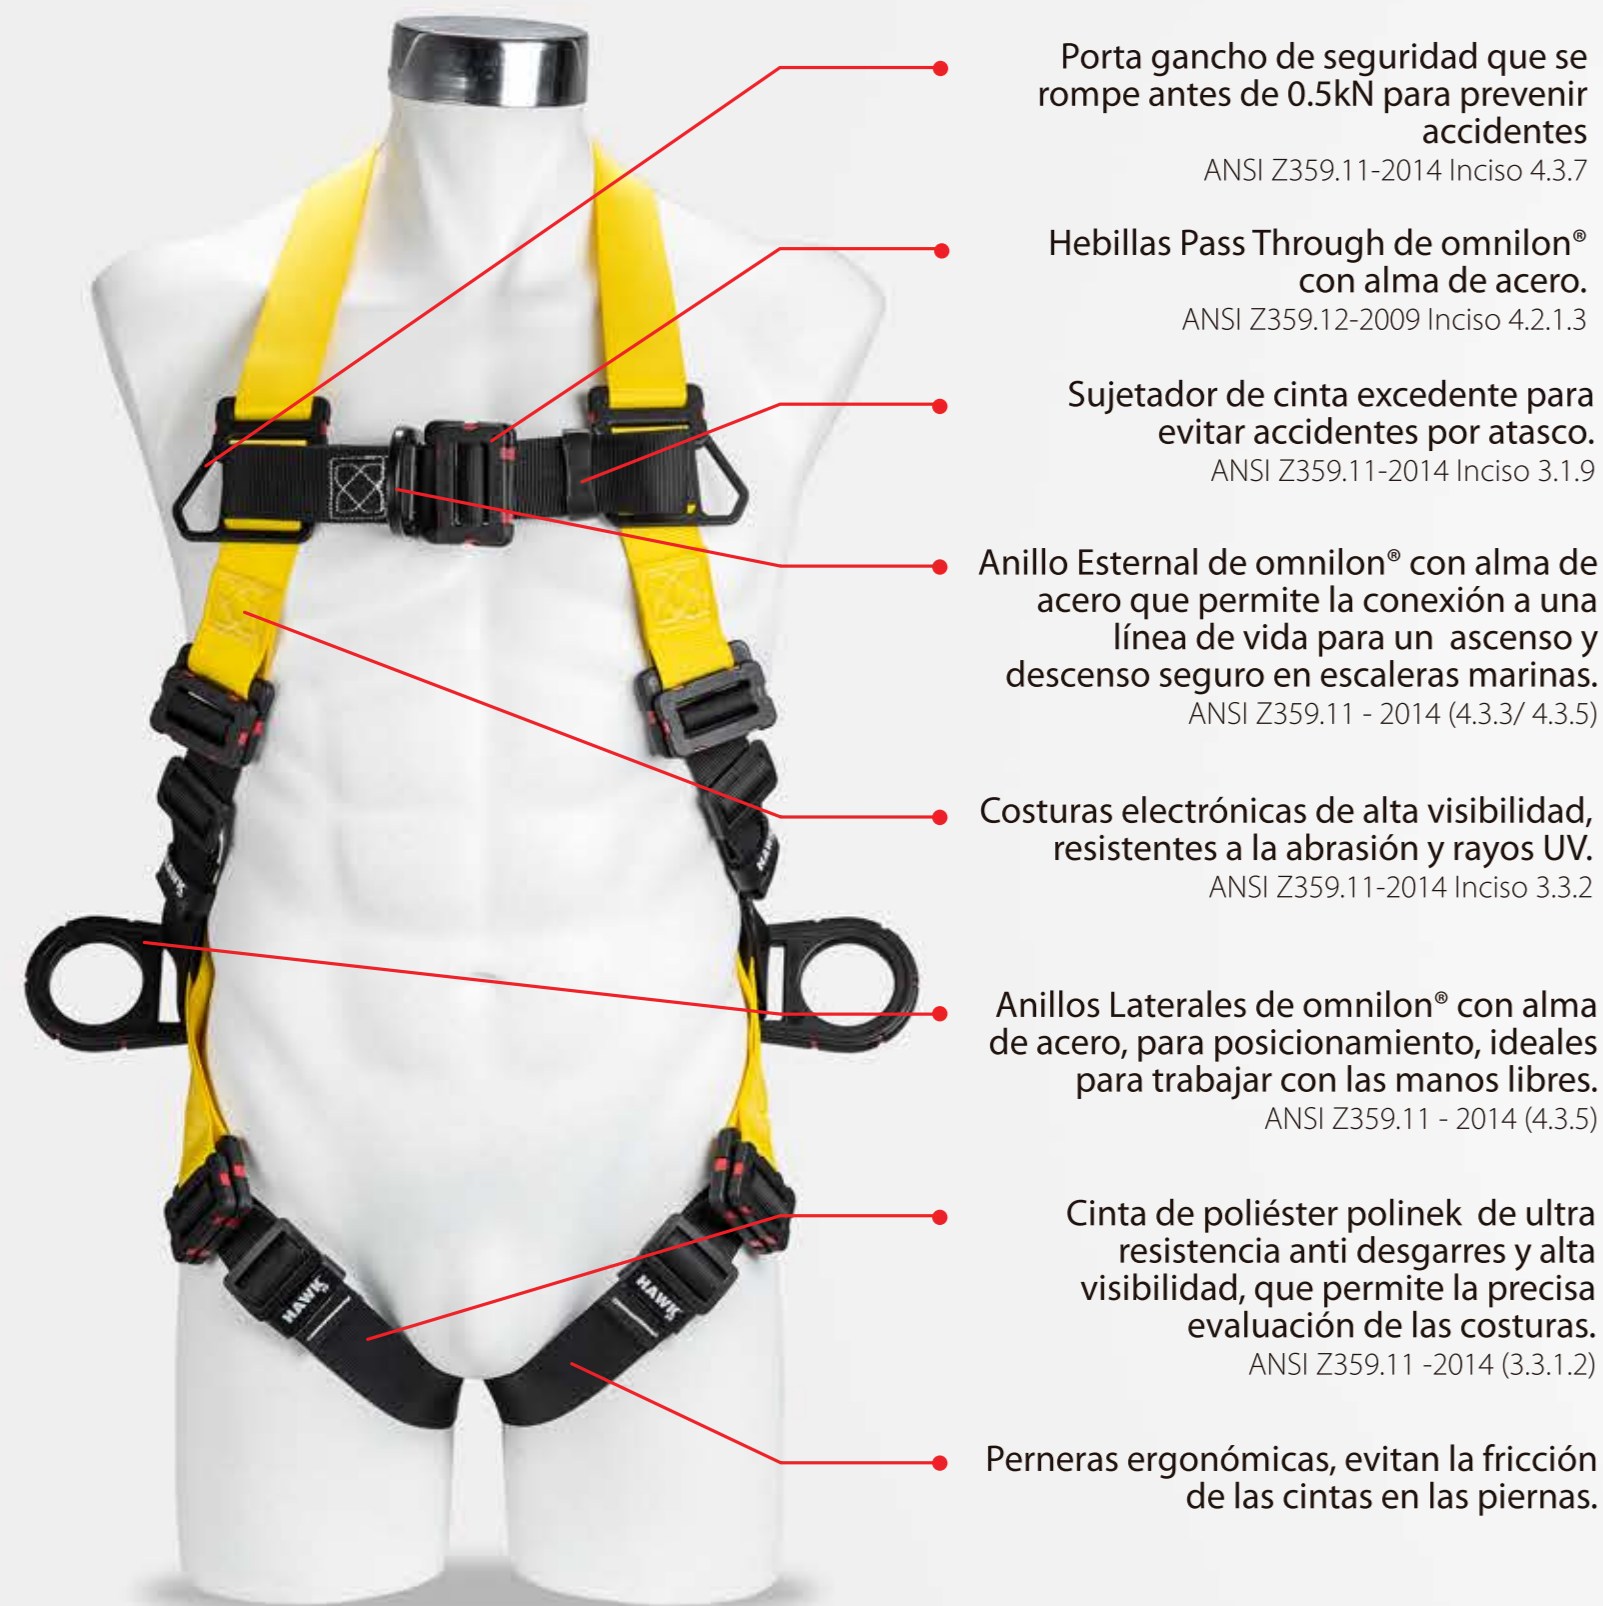 Porta gancho de seguridad que se
rompe antes de 0.5kN para prevenir
accidentes
ANSI Z359.11-2014 Inciso 4.3.7
Hebillas Pass Through de omnilon®
con alma de acero.
ANSI Z359.12-2009 Inciso 4.2.1.3
Sujetador de cinta excedente para
evitar accidentes por atasco.
ANSI Z359.11-2014 Inciso 3.1.9
Anillo Esternal de omnilon® con alma de
acero que permite la conexión a una
línea de vida para un ascenso y
descenso seguro en escaleras marinas.
ANSI Z359.11 - 2014 (4.3.3/ 4.3.5)
Costuras electrónicas de alta visibilidad,
resistentes a la abrasión y rayos UV.
ANSI Z359.11-2014 Inciso 3.3.2
Anillos Laterales de omnilon® con alma
de acero, para posicionamiento, ideales
para trabajar con las manos libres.
ANSI Z359.11 - 2014 (4.3.5)
Cinta de poliéster polinek de ultra
resistencia anti desgarres y alta
visibilidad, que permite la precisa
evaluación de las costuras.
ANSI Z359.11 -2014 (3.3.1.2)
Perneras ergonómicas, evitan la fricción
de las cintas en las piernas.
HAWK
HAWK